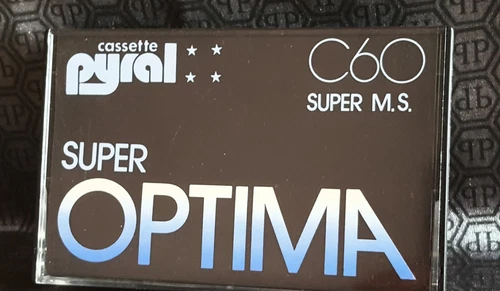 cassette
pyral
C60
SUPER M.S.
SUPER
OPTIMA